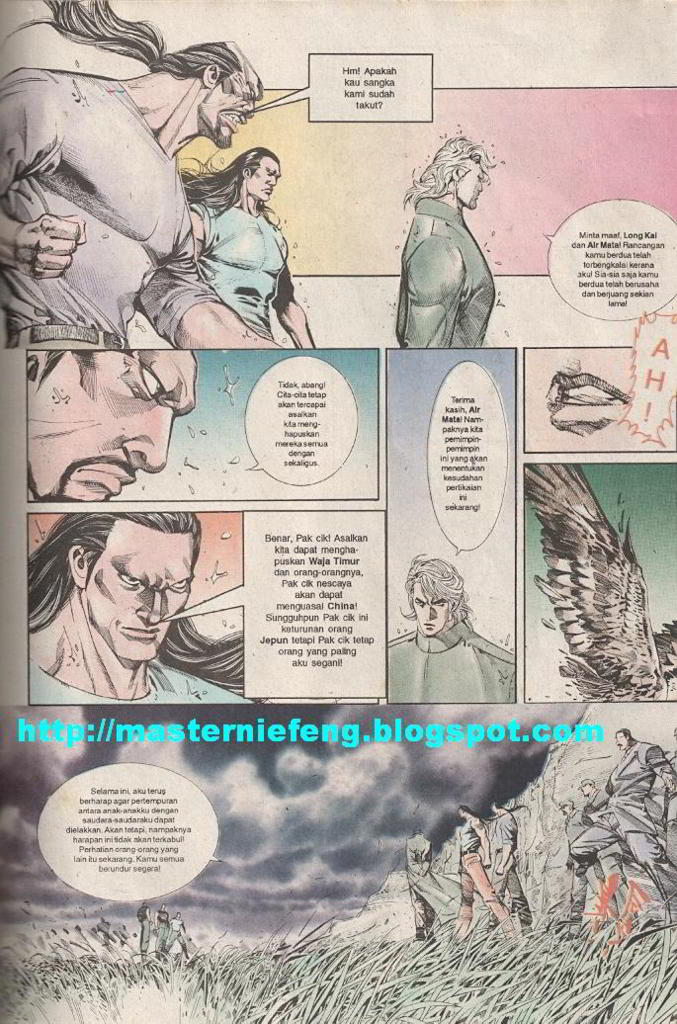 Hm! Apakah
kau sangka
kami sudah
takut?
Minta maaf, Long Kai
dan Air Mata! Rancangan
kamu berdua telah
torbengkalai kerana
aku! Sia-sia saja kamu
berdua telah berusaha
dan berjuang sekian
lama!
Tidak, abang!
Cita-oita tetap
akan tercapai
asalkan
kita meng-
hapuskan
mereka semua
dengan
sekaligus.
Terima
kasih, Air
Mata! Nam-
paknya kita
pemimpin-
pemimpin
ini yang akan
menentukan
kesudahan
pertikaian
ini
sekarang!
AH!
Benar, Pak cik! Asalkan
kita dapat mengha-
puskan Waja Timur
dan orang-orangnya,
Pak cik nescaya
akan dapat
menguasai China!
Sungguhpun Pak cik ini
keturunan orang
Jepun tetapi Pak cik tetap
orang yang paling
aku segani!
http://masterniefeng.blogspot.com
Selama ini, aku terus
berharap agar pertempuran
antara anak-anakku dengan
saudara-saudaraku dapat
dielakkan. Akan tetapi, nampaknya
harapan ini tidak akan terkabul!
Perhatian orang-orang yang
lain itu sekarang. Kamu semua
berundur segera!